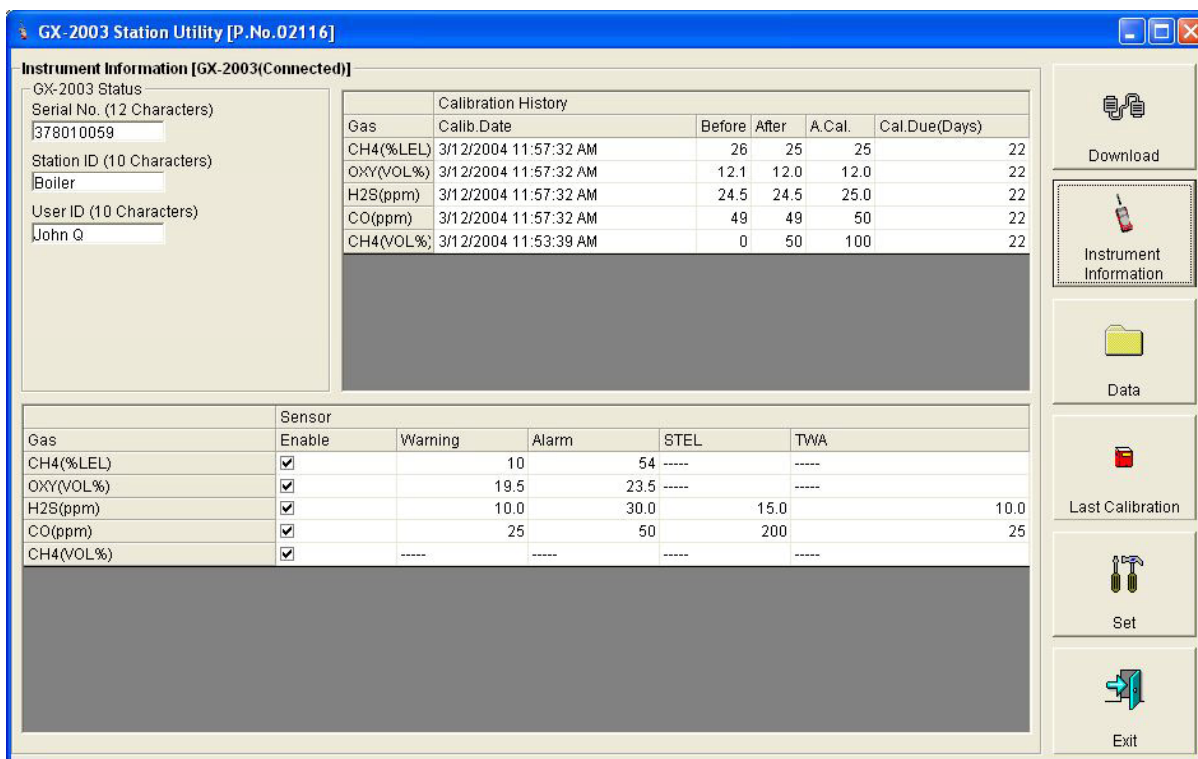 GX-2003 Station Utility [P.No.02116]
Instrument Information [GX-2003(Connected)]
GX-2003 Status
Serial No. (12 Characters)
378010059
Station ID (10 Characters)
Boiler
User ID (10 Characters)
John Q
Calibration History
Gas Calib.Date Before After A.Cal. Cal.Due(Days)
CH4(%LEL) 3/12/2004 11:57:32 AM 26 25 25 22
OXY(VOL%) 3/12/2004 11:57:32 AM 12.1 12.0 12.0 22
H2S(ppm) 3/12/2004 11:57:32 AM 24.5 24.5 25.0 22
CO(ppm) 3/12/2004 11:57:32 AM 49 49 50 22
CH4(VOL%) 3/12/2004 11:53:39 AM 0 50 100 22
Sensor
Gas Enable Warning Alarm STEL TWA
CH4(%LEL) 10 54 ----- -----
OXY(VOL%) 19.5 23.5 ----- -----
H2S(ppm) 10.0 30.0 15.0 10.0
CO(ppm) 25 50 200 25
CH4(VOL%) ----- ----- ----- -----
Download
Instrument
Information
Data
Last Calibration
Set
Exit